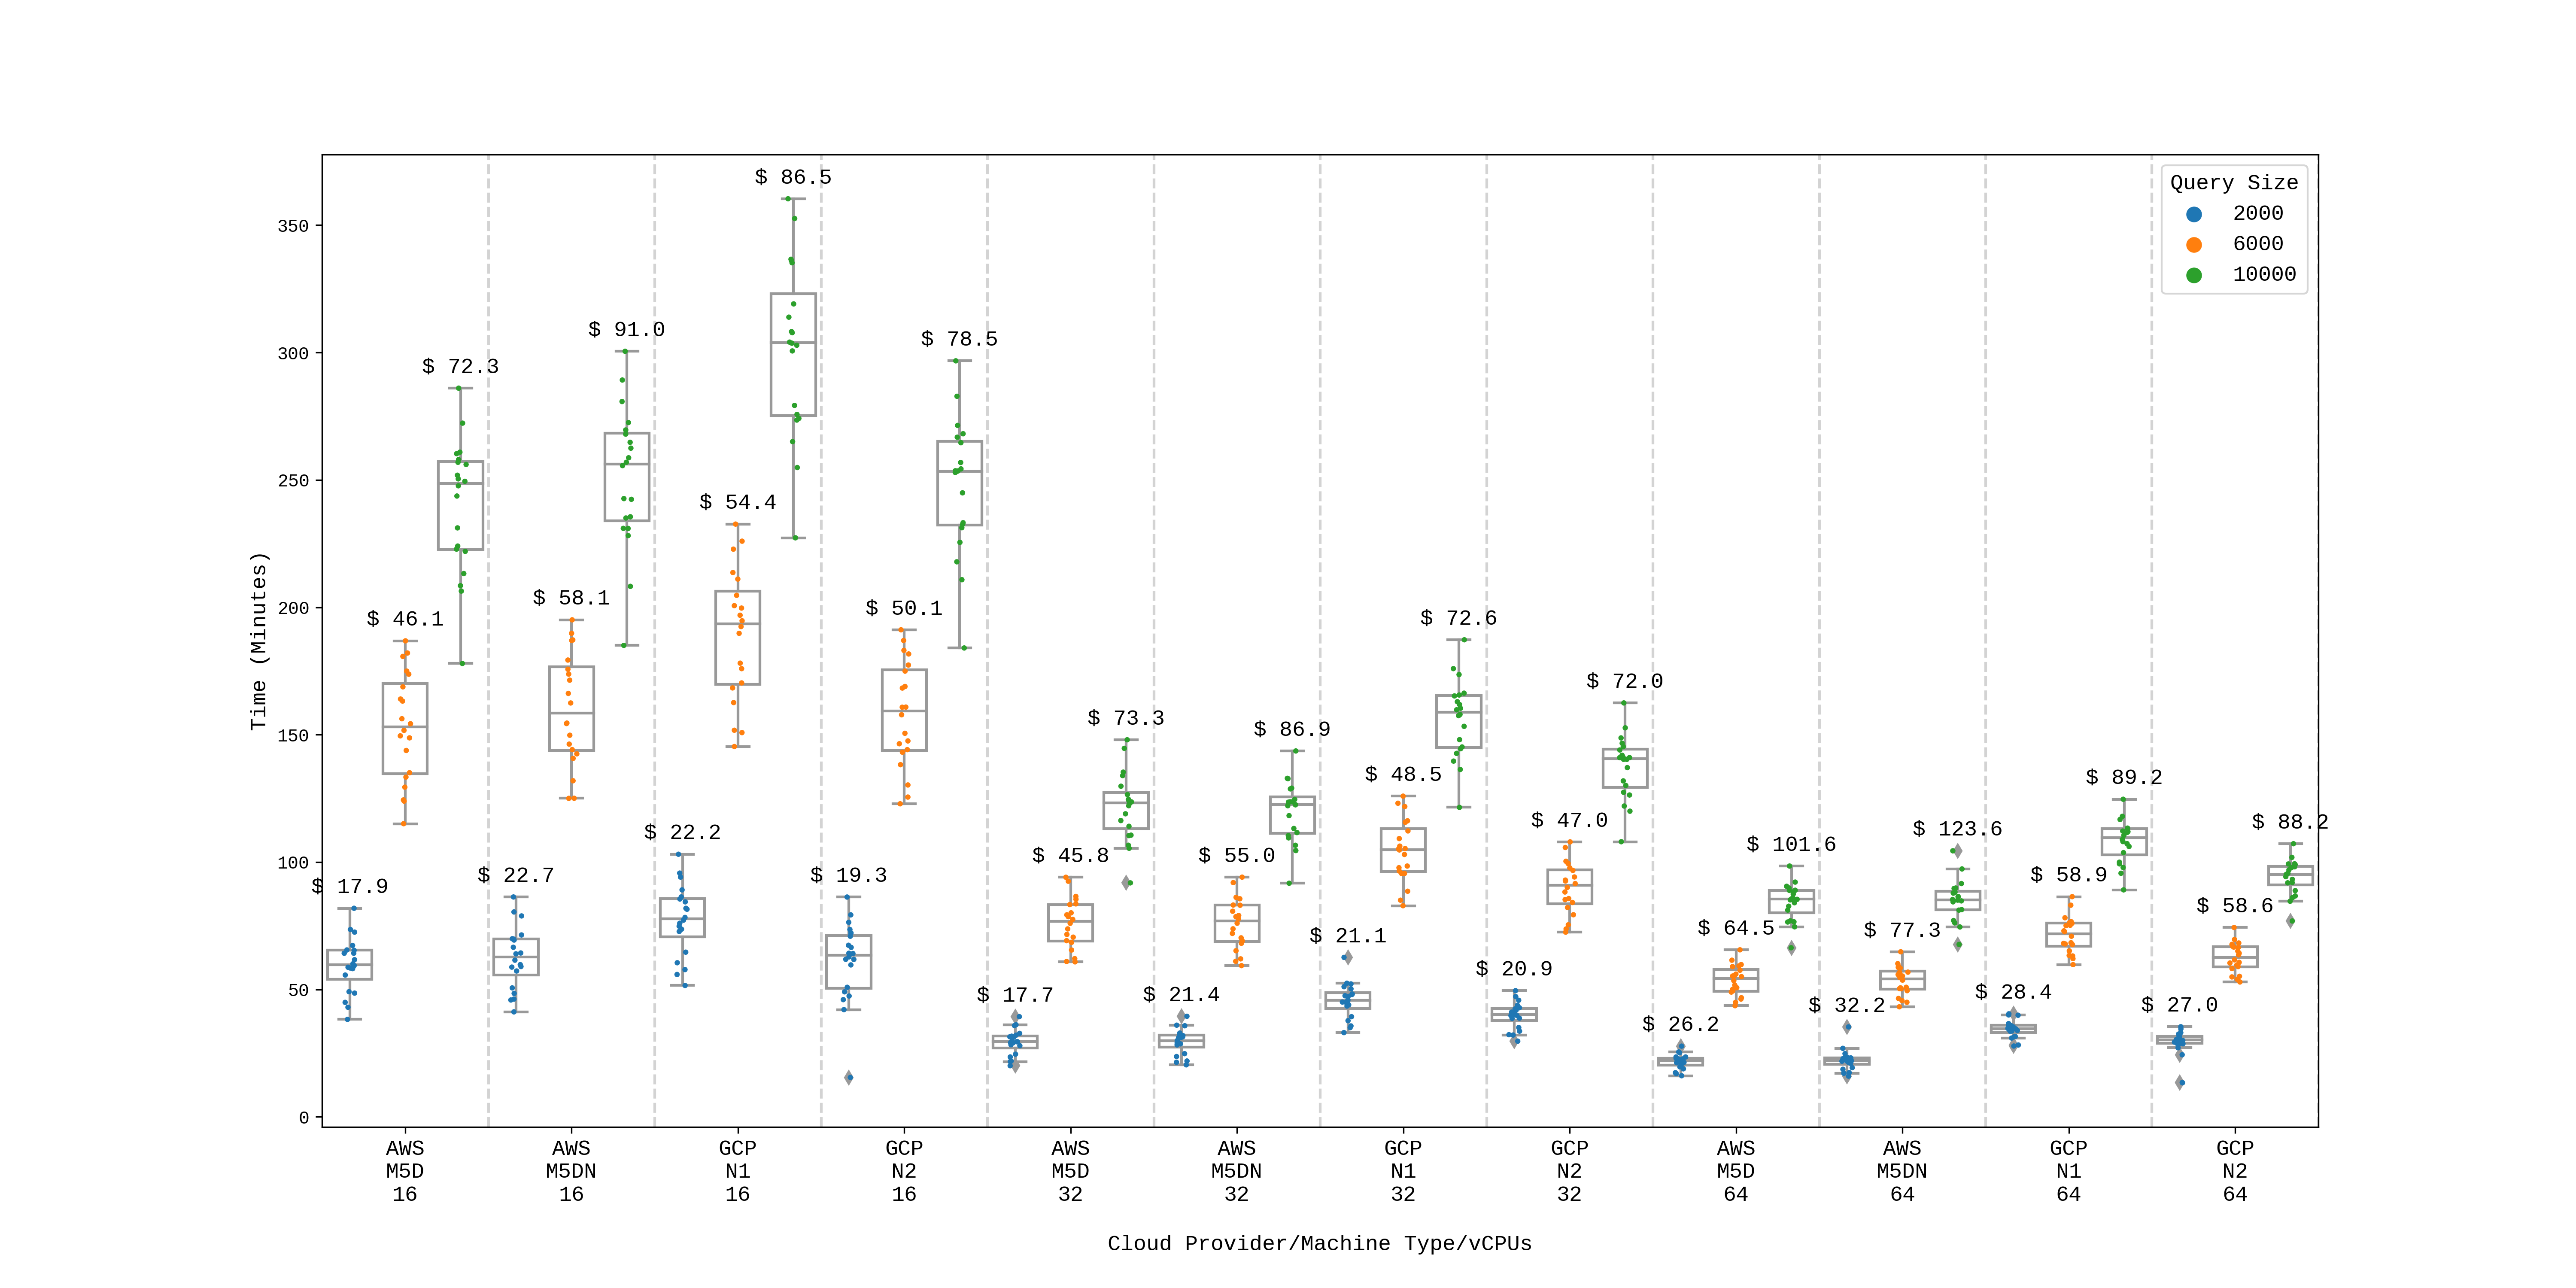 Query Size
2000
6000
10000
Time (Minutes)
350
300
250
200
150
100
50
0
$ 17.9
$ 46.1
$ 72.3
$ 22.7
$ 58.1
$ 91.0
$ 22.2
$ 54.4
$ 86.5
$ 19.3
$ 50.1
$ 78.5
$ 17.7
$ 45.8
$ 73.3
$ 21.4
$ 55.0
$ 86.9
$ 21.1
$ 48.5
$ 72.6
$ 20.9
$ 47.0
$ 72.0
$ 26.2
$ 64.5
$ 101.6
$ 32.2
$ 77.3
$ 123.6
$ 28.4
$ 58.9
$ 89.2
$ 27.0
$ 58.6
$ 88.2
AWS
M5D
16
AWS
M5DN
16
GCP
N1
16
GCP
N2
16
AWS
M5D
32
AWS
M5DN
32
GCP
N1
32
GCP
N2
32
AWS
M5D
64
AWS
M5DN
64
GCP
N1
64
GCP
N2
64
Cloud Provider/Machine Type/vCPUs